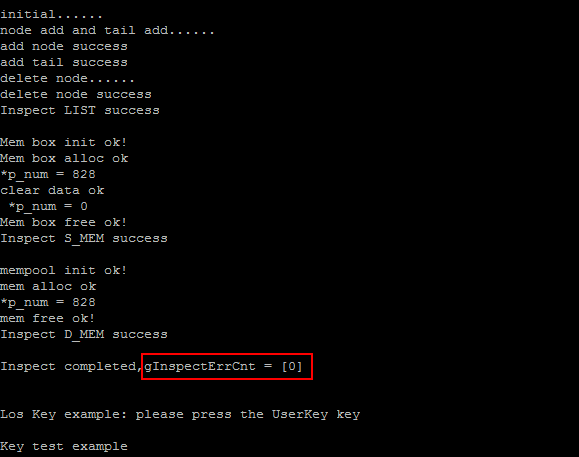 initial......
node add and tail add......
add node success
add tail success
delete node......
delete node success
Inspect LIST success
Mem box init ok!
Mem box alloc ok
*p_num = 828
clear data ok
*p_num = 0
Mem box free ok!
Inspect S_MEM success
mempool init ok!
mem alloc ok
*p_num = 828
mem free ok!
Inspect D_MEM success
Inspect completed,gInspectErrCnt = [0]
Los Key example: please press the UserKey key
Key test example